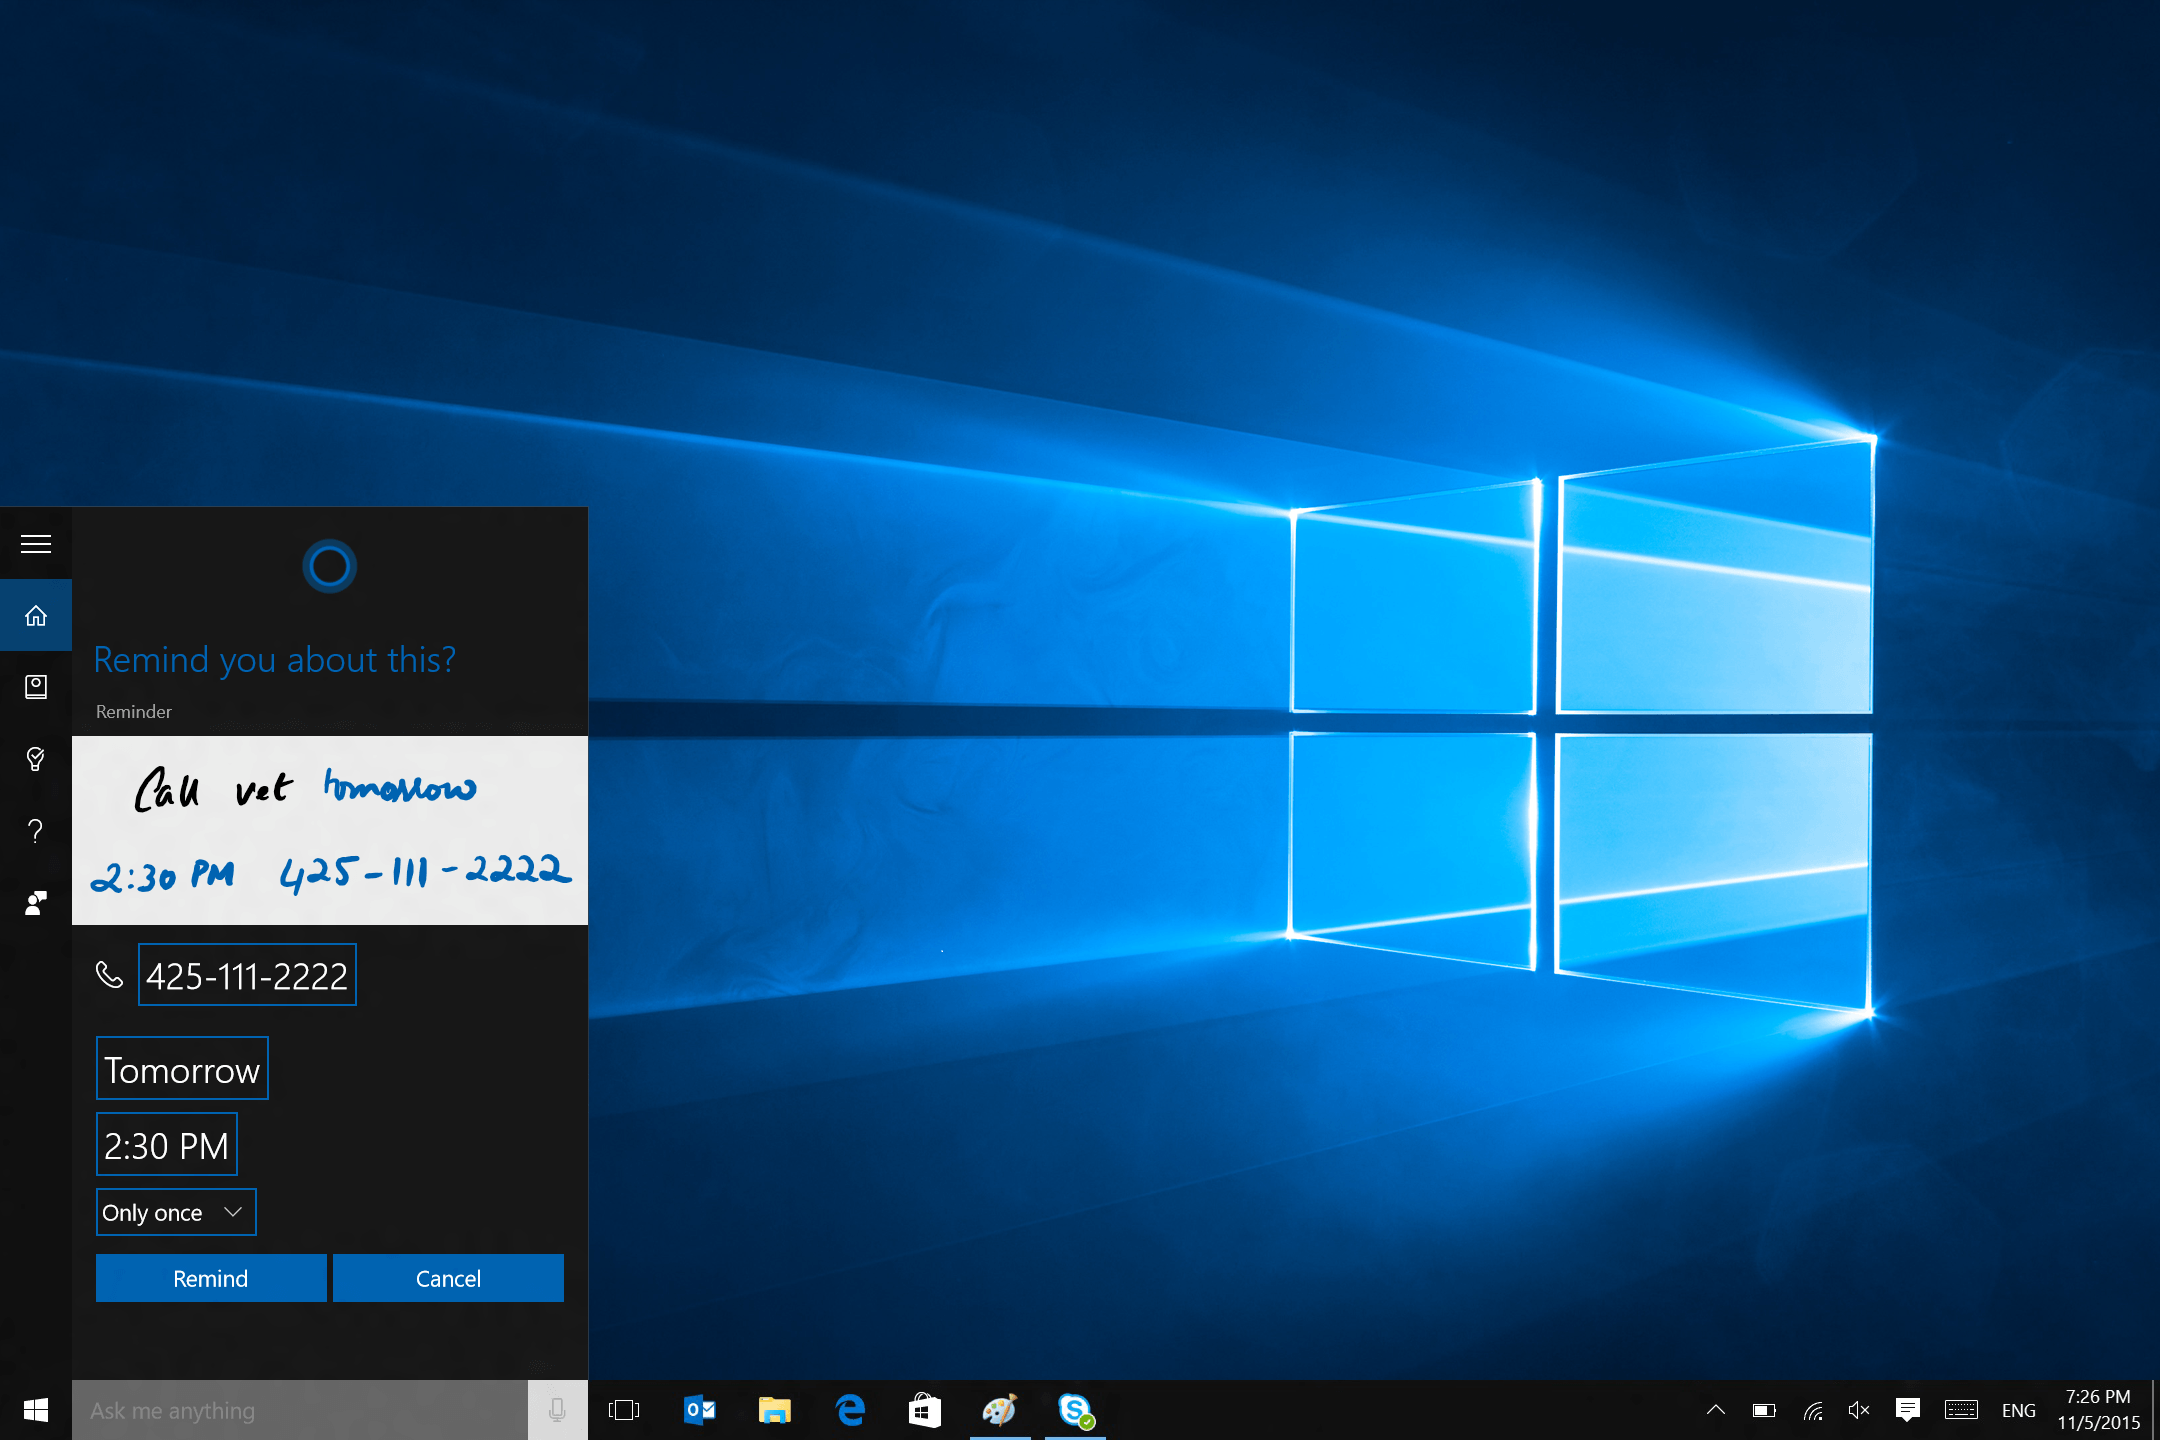 Remind you about this?
Reminder
Call vet tomorrow
2:30 PM 425-111-2222
425-111-2222
Tomorrow
2:30 PM
Only once
Remind Cancel
Ask me anything
ENG
7:26 PM
11/5/2015